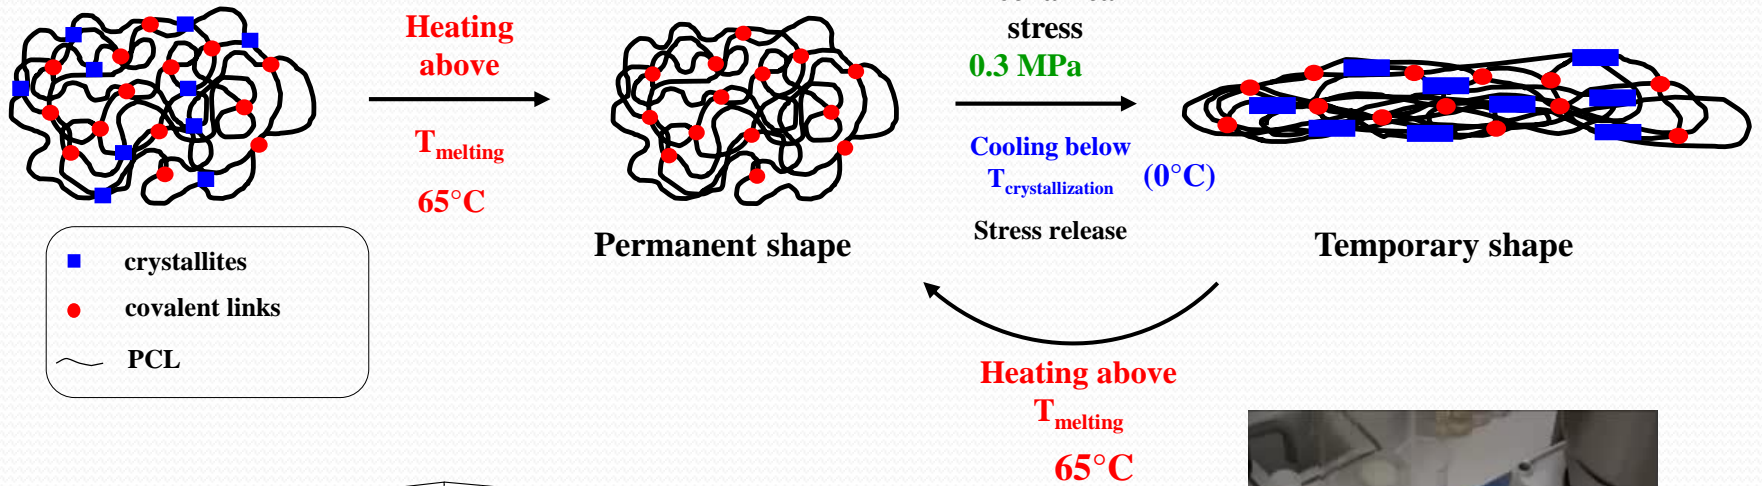 Heating
above
T melting
65°C
stress
0.3 MPa
Cooling below
T crystallization (0°C)
Stress release
Permanent shape
Temporary shape
crystallites
covalent links
PCL
Heating above
T melting
65°C